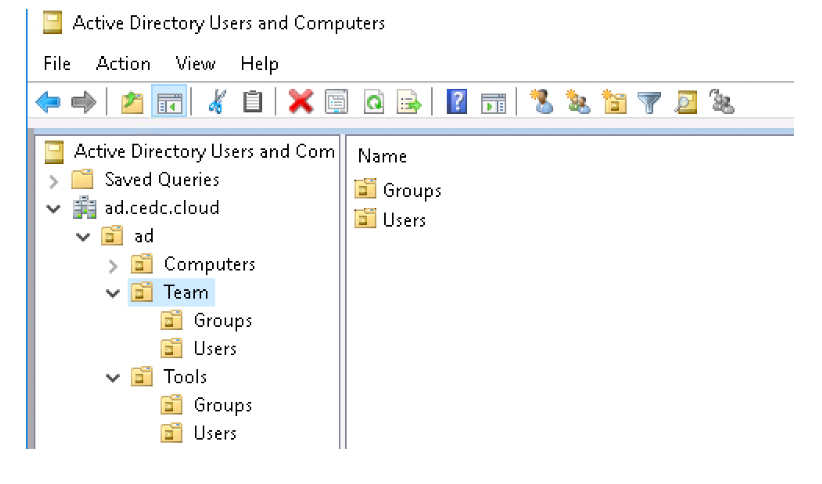 Active Directory Users and Computers
File Action View Help
Active Directory Users and Com
Saved Queries
ad.cedc.cloud
ad
Computers
Team
Groups
Users
Tools
Groups
Users
Name
Groups
Users